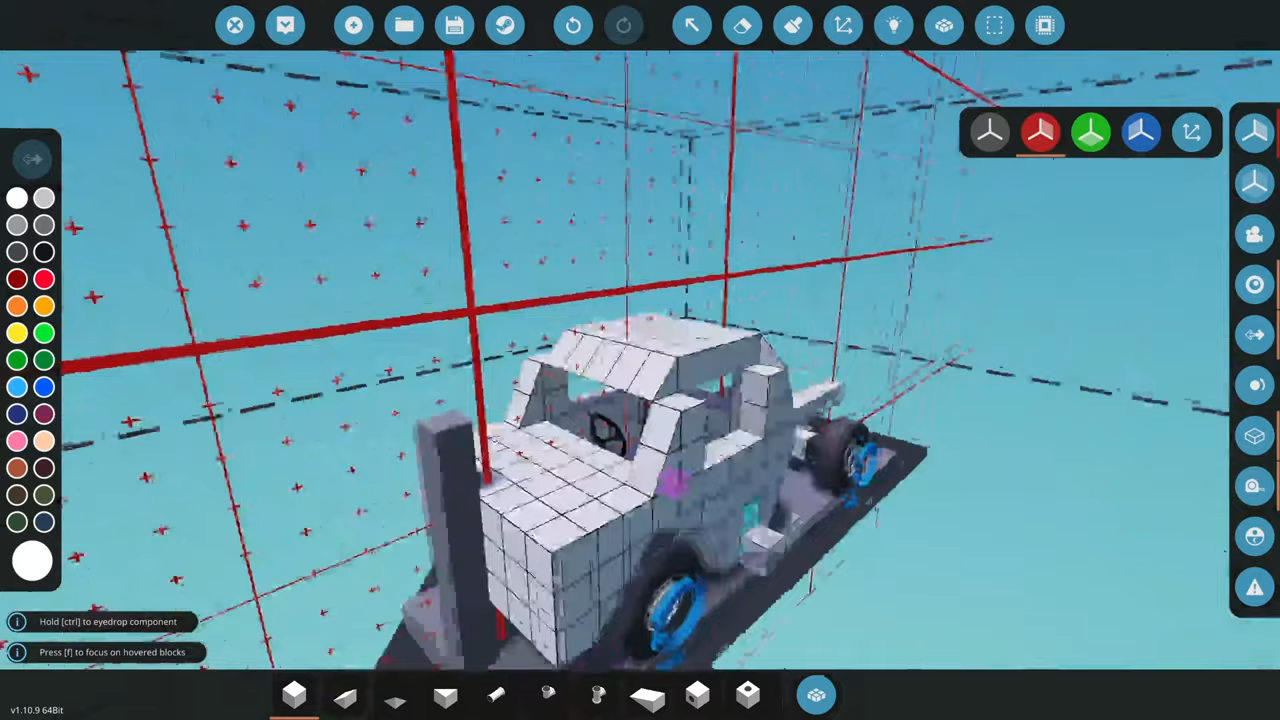 Hold [ctrl] to eyedrop component
Press [f] to focus on hovered blocks
v1.10.9 64Bit